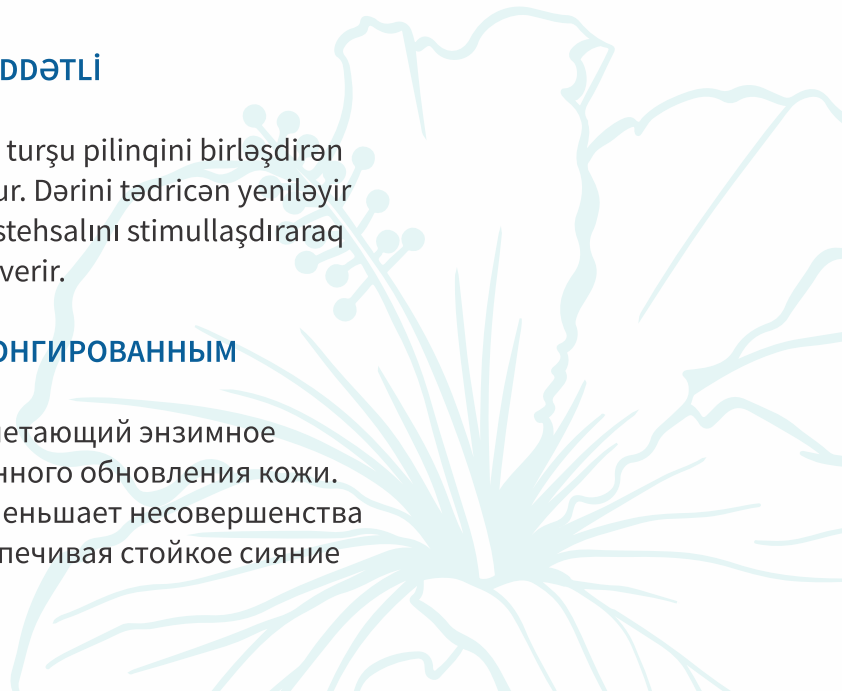 DDƏTLİ
turşu pilinqini birləşdirən
ur. Dərini tədricən yeniləyir
stehsalını stimullaşdıraraq
verir.
ОНГИРОВАННЫМ
летающий энзимное
нного обновления кожи.
еньшает несовершенства
печивая стойкое сияние